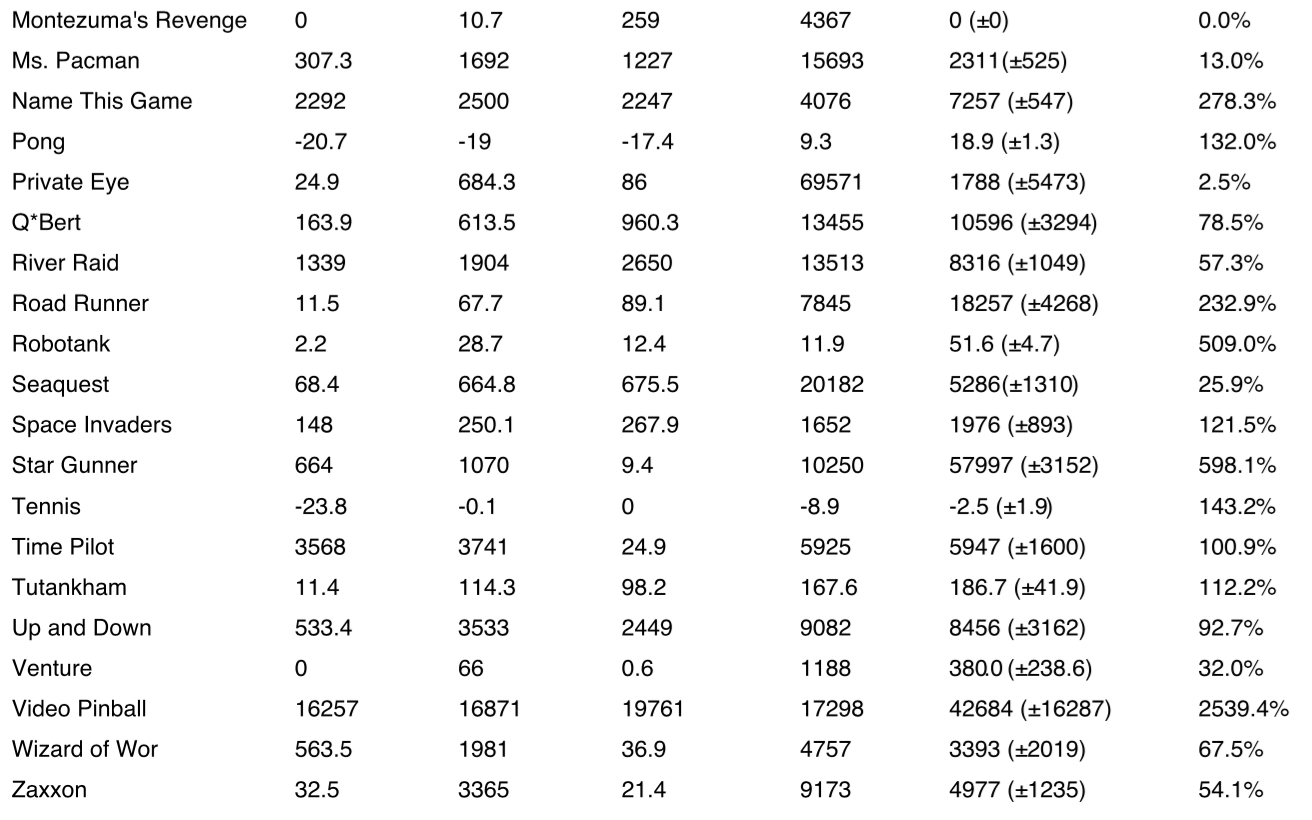 Montezuma's Revenge 0 10.7 259 4367 0 (±0) 0.0%
Ms. Pacman 307.3 1692 1227 15693 2311(±525) 13.0%
Name This Game 2292 2500 2247 4076 7257 (±547) 278.3%
Pong -20.7 -19 -17.4 9.3 18.9 (±1.3) 132.0%
Private Eye 24.9 684.3 86 69571 1788 (±5473) 2.5%
Q*Bert 163.9 613.5 960.3 13455 10596 (±3294) 78.5%
River Raid 1339 1904 2650 13513 8316 (±1049) 57.3%
Road Runner 11.5 67.7 89.1 7845 18257 (±4268) 232.9%
Robotank 2.2 28.7 12.4 11.9 51.6 (±4.7) 509.0%
Seaquest 68.4 664.8 675.5 20182 5286(±1310) 25.9%
Space Invaders 148 250.1 267.9 1652 1976 (±893) 121.5%
Star Gunner 664 1070 9.4 10250 57997 (±3152) 598.1%
Tennis -23.8 -0.1 0 -8.9 -2.5 (±1.9) 143.2%
Time Pilot 3568 3741 24.9 5925 5947 (±1600) 100.9%
Tutankham 11.4 114.3 98.2 167.6 186.7 (±41.9) 112.2%
Up and Down 533.4 3533 2449 9082 8456 (±3162) 92.7%
Venture 0 66 0.6 1188 380.0 (±238.6) 32.0%
Video Pinball 16257 16871 19761 17298 42684 (±16287) 2539.4%
Wizard of Wor 563.5 1981 36.9 4757 3393 (±2019) 67.5%
Zaxxon 32.5 3365 21.4 9173 4977 (±1235) 54.1%